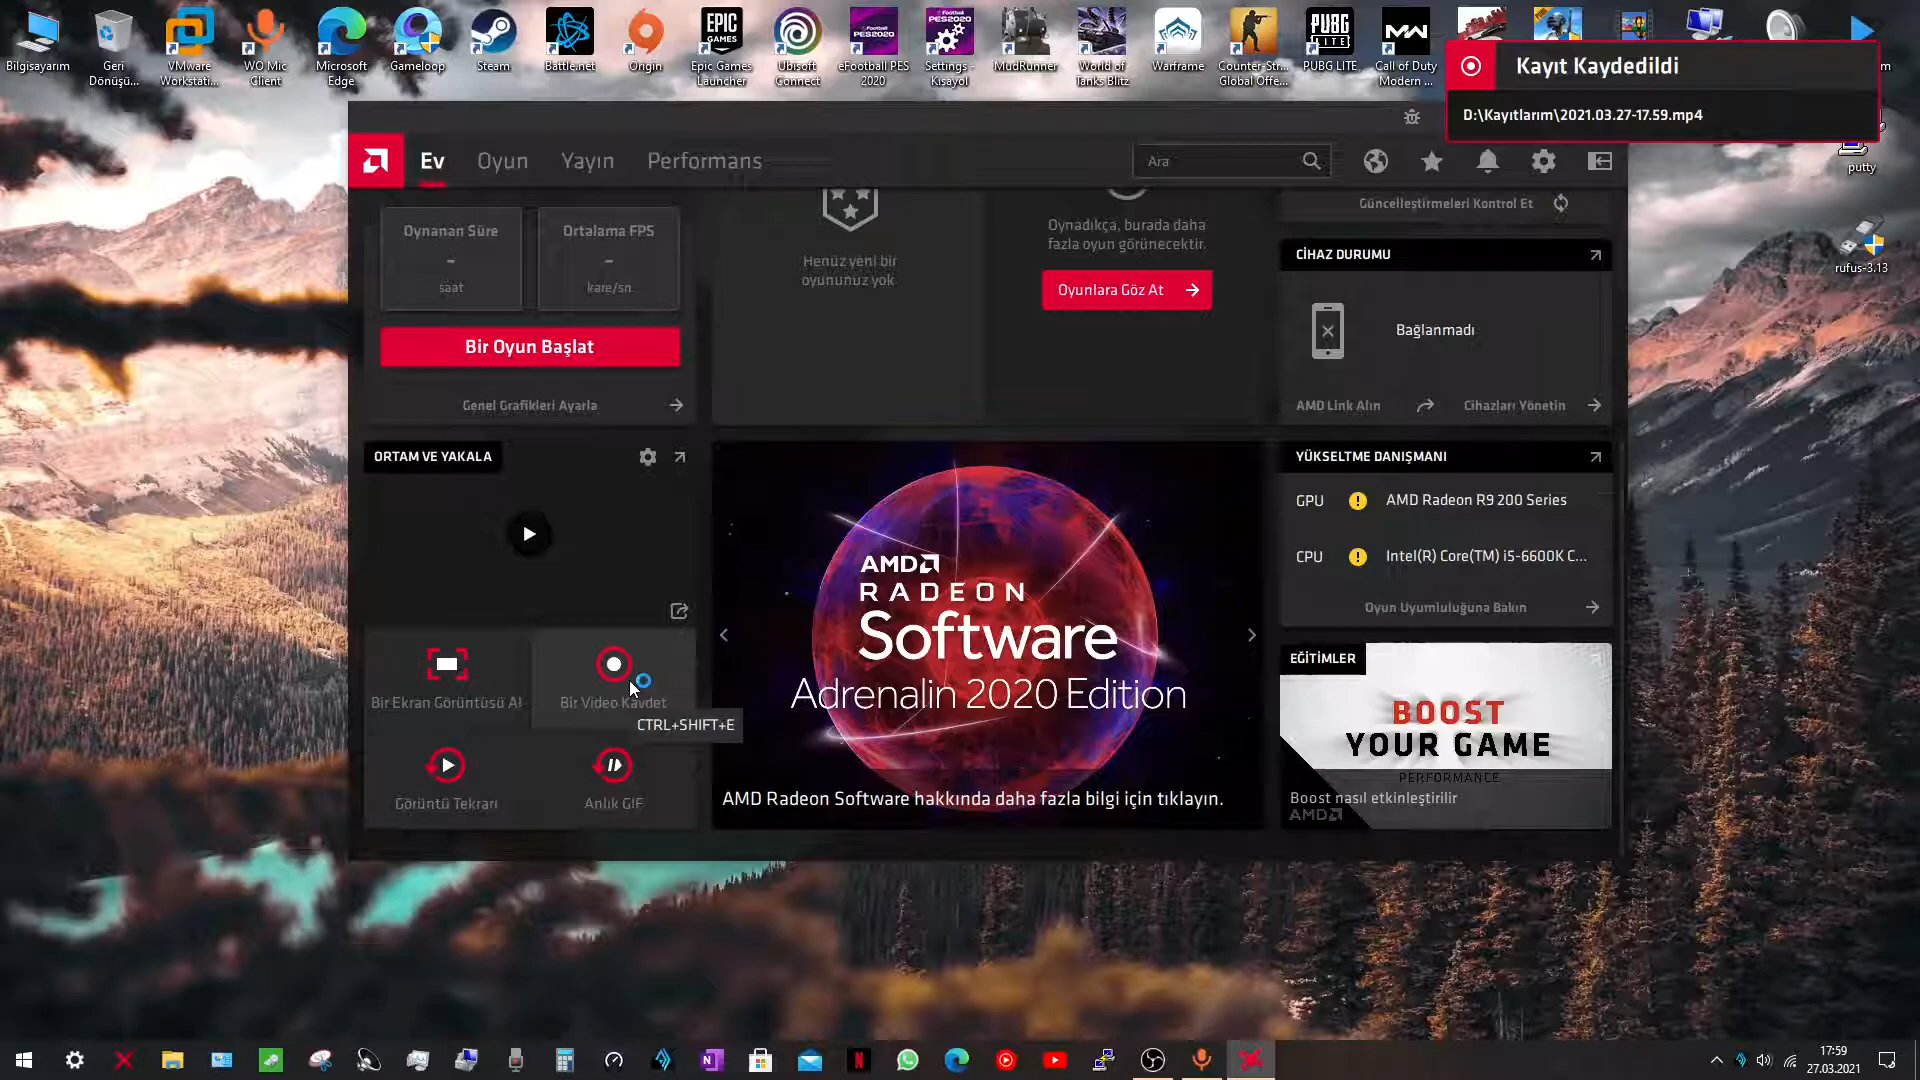 Bilgisayarım
Geri
Dönüşü...
VMware
Workstati...
WO Mic
Client
Microsoft
Edge
Gameloop
Steam
Battle.net
Origin
EPIC
GAMES
Epic Games
Launcher
Ubisoft
Connect
Football
PES2020
eFootball PES
2020
Football
PES2020
Settings -
Kısayol
MudRunner
World of
Tanks Blitz
Warframe
Counter-Str...
Global Offe...
PUBG
LITE
PUBG LITE
Call of Duty
Modern ...
Kayıt Kaydedildi
D:\Kayıtlarım\2021.03.27-17.59.mp4
putty
rufus-3.13
Ev
Oyun
Yayın
Performans
Ara
Oynanan Süre
-
saat
Ortalama FPS
-
kare/sn.
Bir Oyun Başlat
Genel Grafikleri Ayarla
Henüz yeni bir
oyununuz yok
Oynadıkça, burada daha
fazla oyun görünecektir.
Oyunlara Göz At
Güncelleştirmeleri Kontrol Et
CİHAZ DURUMU
Bağlanmadı
AMD Link Alın
Cihazları Yönetin
ORTAM VE YAKALA
Bir Ekran Görüntüsü Al
Bir Video Kaydet
CTRL+SHIFT+E
Görüntü Tekrarı
Anlık GIF
AMD
RADEON
Software
Adrenalin 2020 Edition
AMD Radeon Software hakkında daha fazla bilgi için tıklayın.
YÜKSELTME DANIŞMANI
GPU
AMD Radeon R9 200 Series
CPU
Intel(R) Core(TM) i5-6600K C...
Oyun Uyumluluğuna Bakın
EĞİTİMLER
BOOST
YOUR GAME
PERFORMANCE
Boost nasıl etkinleştirilir
AMD
17:59
27.03.2021